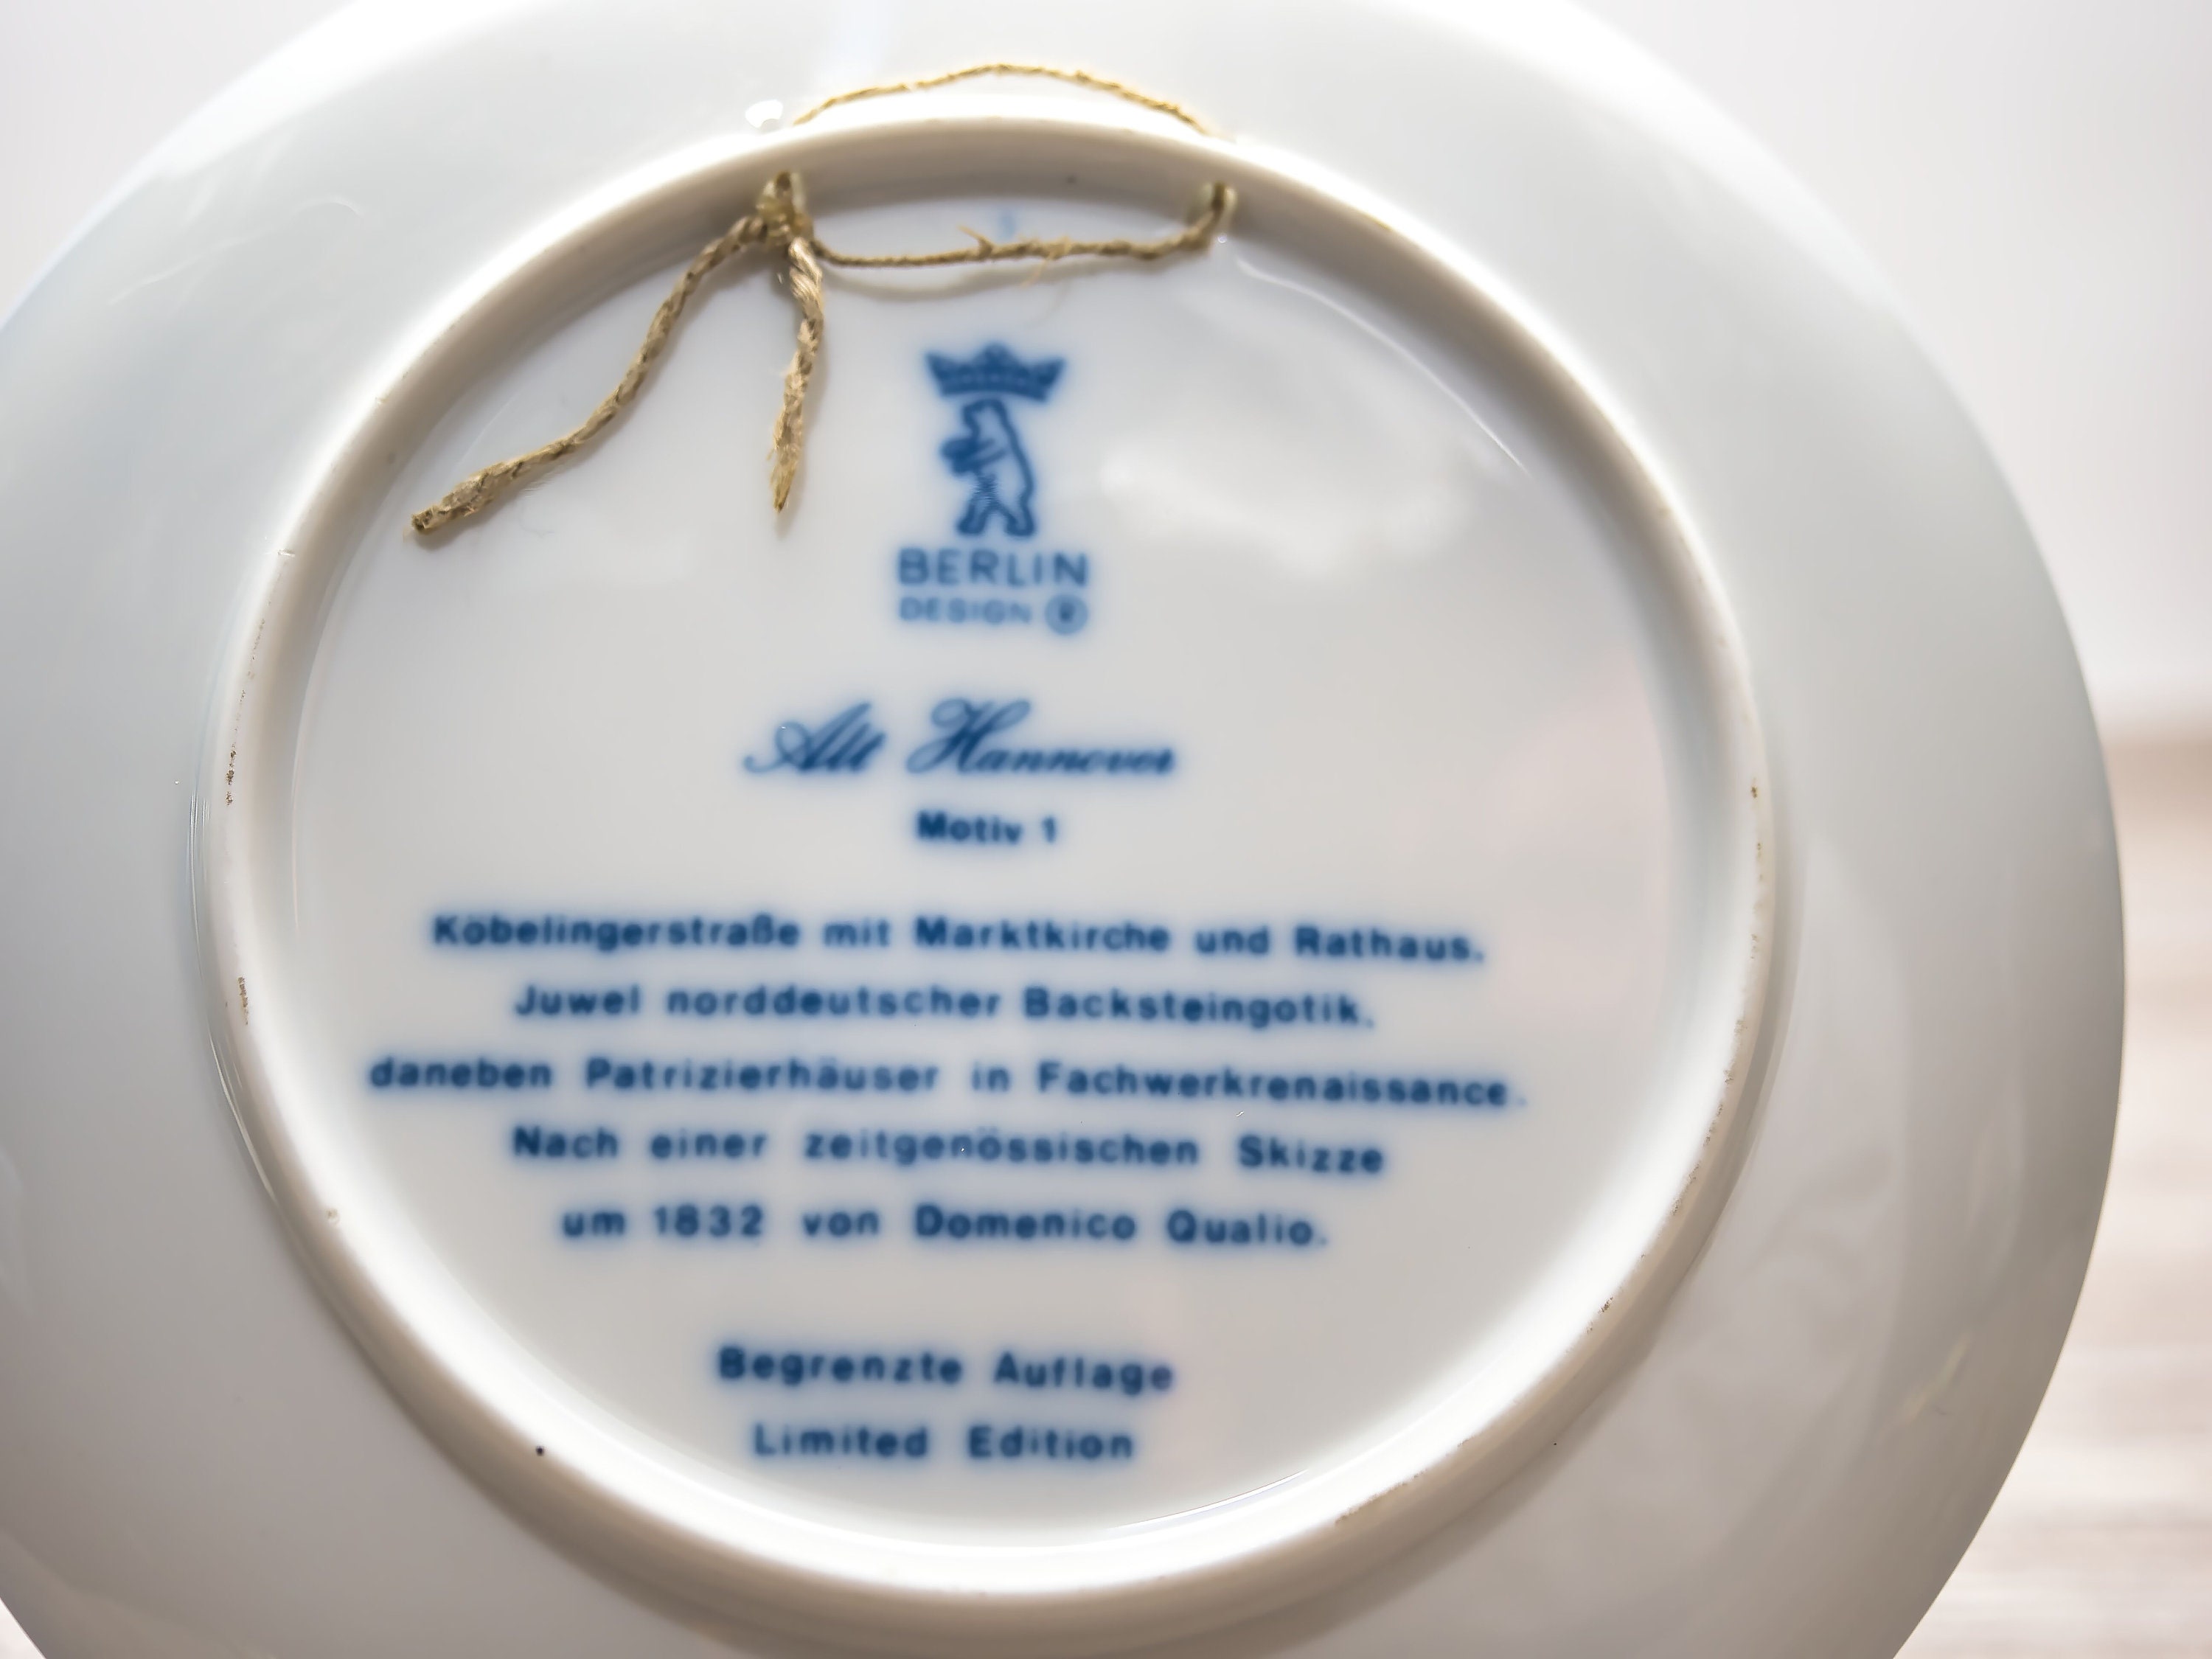 BERLIN
DESIGN ®
Alt Hannover
Motiv 1
Köbelingerstraße mit Marktkirche und Rathaus.
Juwel norddeutscher Backsteingotik.
daneben Patrizierhäuser in Fachwerkrenaissance.
Nach einer zeitgenössischen Skizze
um 1832 von Domenico Qualio.
Begrenzte Auflage
Limited Edition